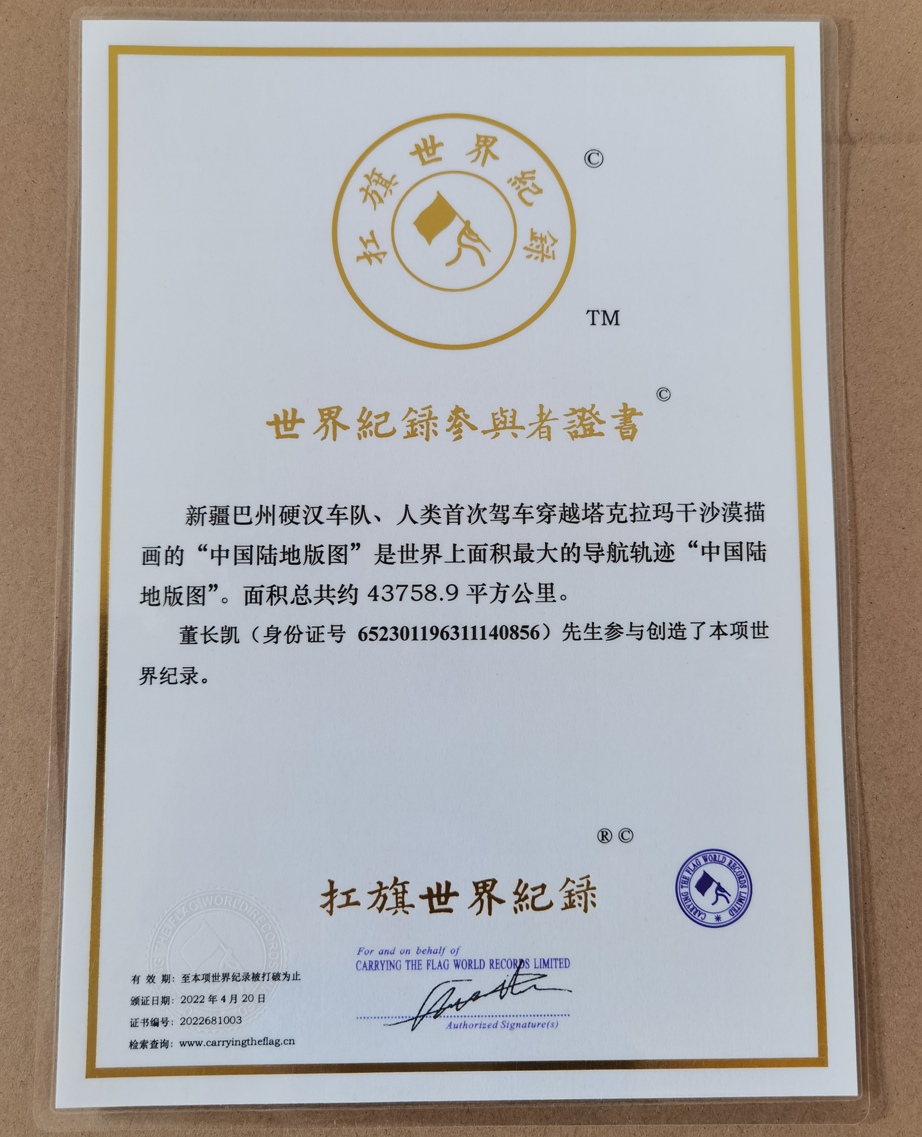 扛旗世界紀録
©
TM
世界紀録參與者證書
©
新疆巴州硬汉车队、人类首次驾车穿越塔克拉玛干沙漠描
画的“中国陆地版图”是世界上面积最大的导航轨迹“中国陆
地版图”。面积总共约 43758.9 平方公里。
董长凯（身份证号 652301196311140856）先生参与创造了本项世
界纪录。
®©
扛旗世界紀録
CARRYING THE FLAG WORLD RECORDS LIMITED
For and on behalf of
CARRYING THE FLAG WORLD RECORDS LIMITED
Authorized Signature(s)
有 效 期：至本项世界纪录被打破为止
颁证日期：2022 年 4 月 20 日
证书编号：2022681003
检索查询：www.carryingtheflag.cn